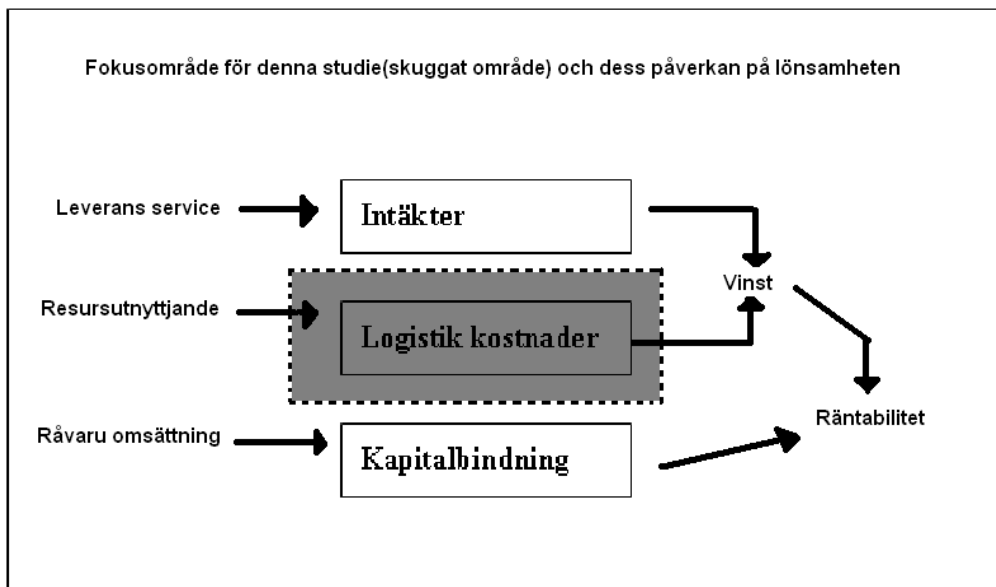 Fokusområde för denna studie(skuggat område) och dess påverkan på lönsamheten
Leverans service
Intäkter
Vinst
Resursutnyttjande
Logistik kostnader
Räntabilitet
Råvaru omsättning
Kapitalbindning